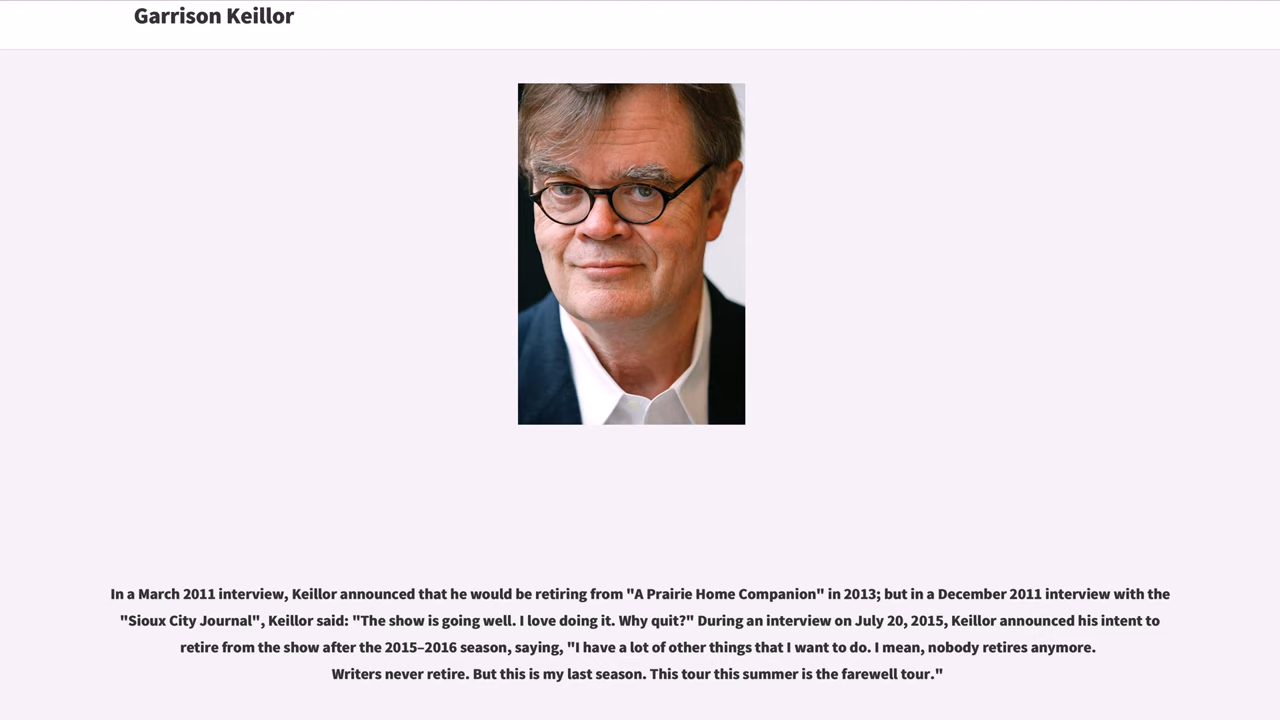 Garrison Keillor
In a March 2011 interview, Keillor announced that he would be retiring from "A Prairie Home Companion" in 2013; but in a December 2011 interview with the
"Sioux City Journal", Keillor said: "The show is going well. I love doing it. Why quit?" During an interview on July 20, 2015, Keillor announced his intent to
retire from the show after the 2015–2016 season, saying, "I have a lot of other things that I want to do. I mean, nobody retires anymore.
Writers never retire. But this is my last season. This tour this summer is the farewell tour."